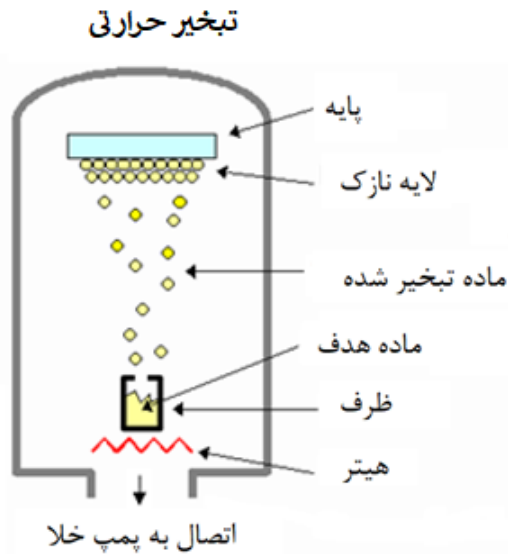 تبخیر حرارتی
پایه
لایه نازک
ماده تبخیر شده
ماده هدف
ظرف
هیتر
اتصال به پمپ خلا